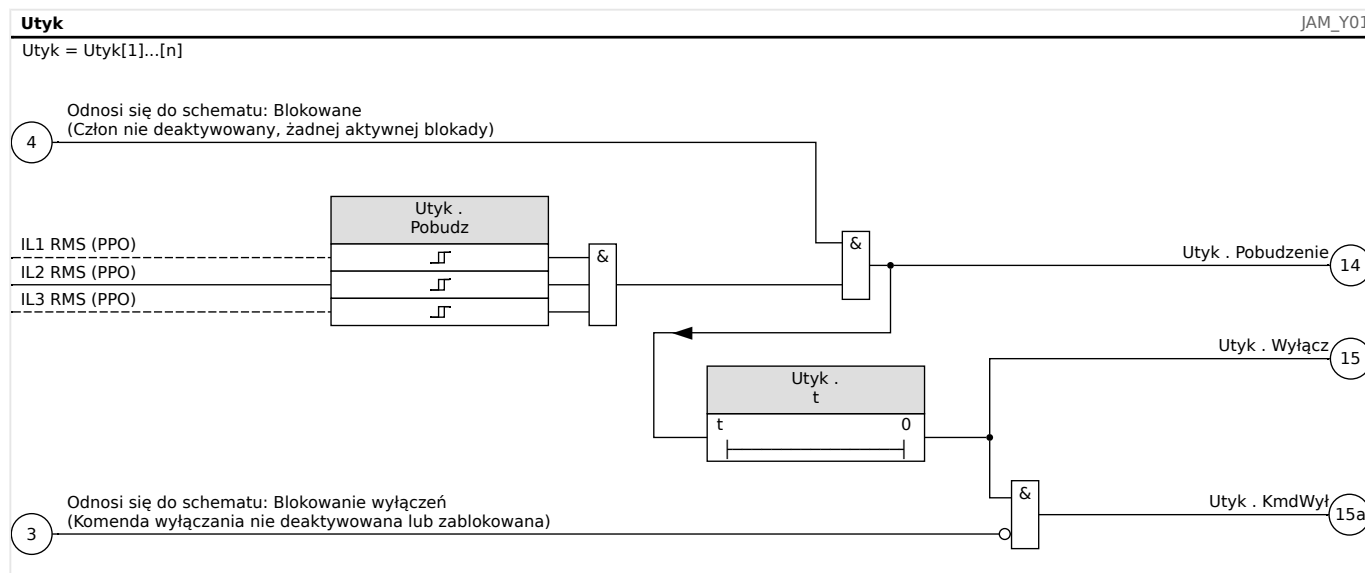 Utyk
JAM_Y01
Utyk = Utyk[1]...[n]
Odnosi się do schematu: Blokowane
(Człon nie deaktywowany, żadnej aktywnej blokady)
4
Utyk .
Pobudz
IL1 RMS (PPO)
IL2 RMS (PPO)
IL3 RMS (PPO)
&
&
Utyk . Pobudzenie
14
Utyk . Wyłącz
15
Utyk .
t
t
0
Odnosi się do schematu: Blokowanie wyłączeń
(Komenda wyłączania nie deaktywowana lub zablokowana)
3
&
Utyk . KmdWył
15a